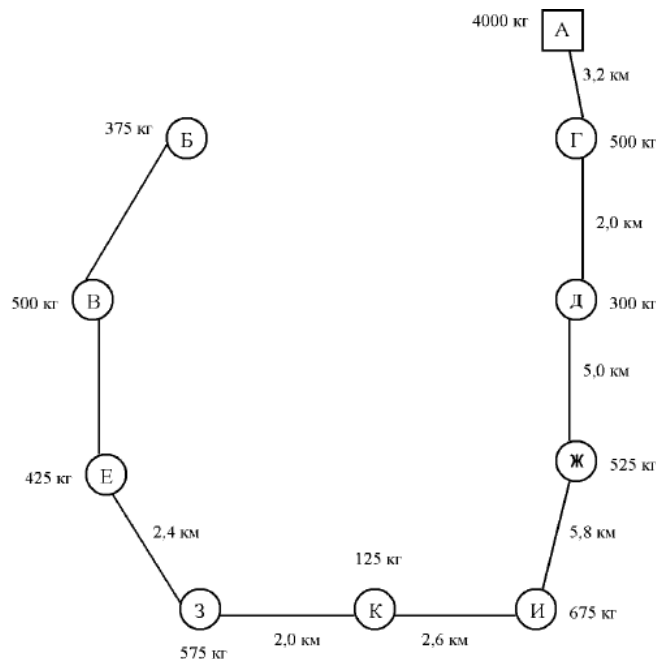 4000 кг
А
3,2 км
375 кг
Б
Г
500 кг
2,0 км
500 кг
В
Д
300 кг
5,0 км
425 кг
Е
Ж
525 кг
2,4 км
5,8 км
125 кг
З
К
И
675 кг
2,0 км
2,6 км
575 кг